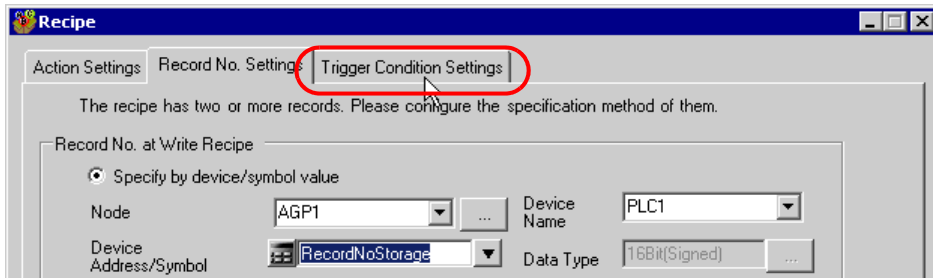 Recipe
Action Settings Record No. Settings Trigger Condition Settings
The recipe has two or more records. Please configure the specification method of them.
Record No. at Write Recipe
Specify by device/symbol value
Node AGP1 ... Device Name PLC1
Device Address/Symbol RecordNoStorage Data Type 16Bit(Signed) ...